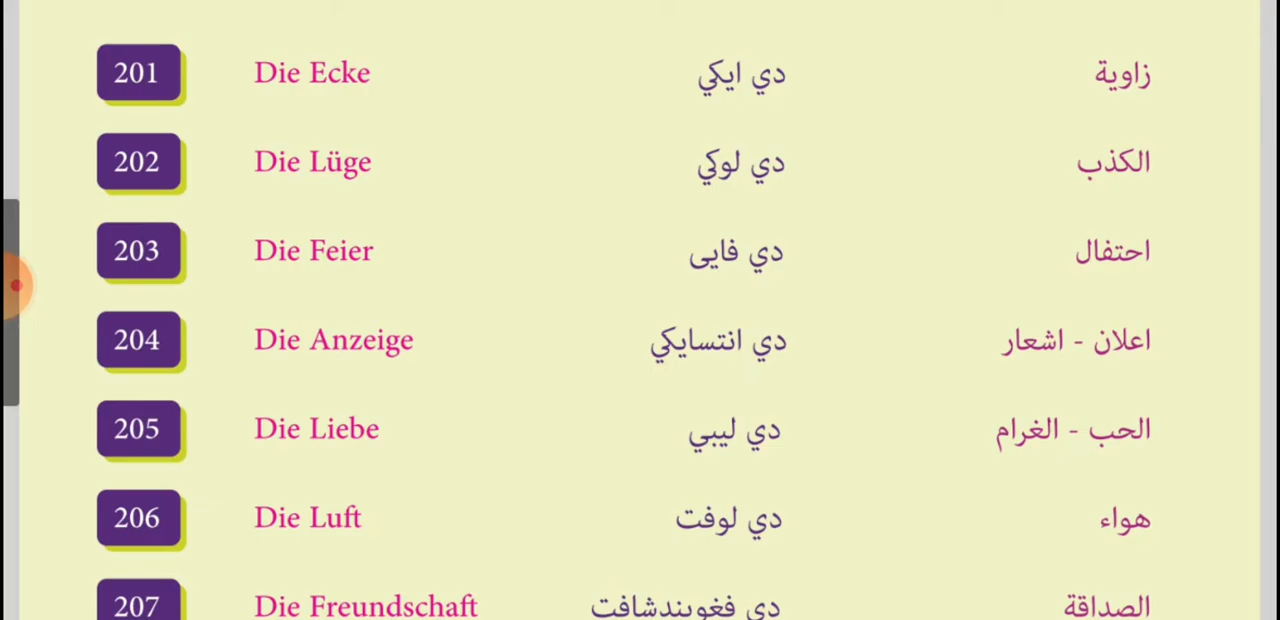 201 Die Ecke دي ايكي زاوية
202 Die Lüge دي لوكي الكذب
203 Die Feier دي فايى احتفال
204 Die Anzeige دي انتسايكي اعلان - اشعار
205 Die Liebe دي ليبي الحب - الغرام
206 Die Luft دي لوفت هواء
207 Die Freundschaft دي فغويندشافت الصداقة